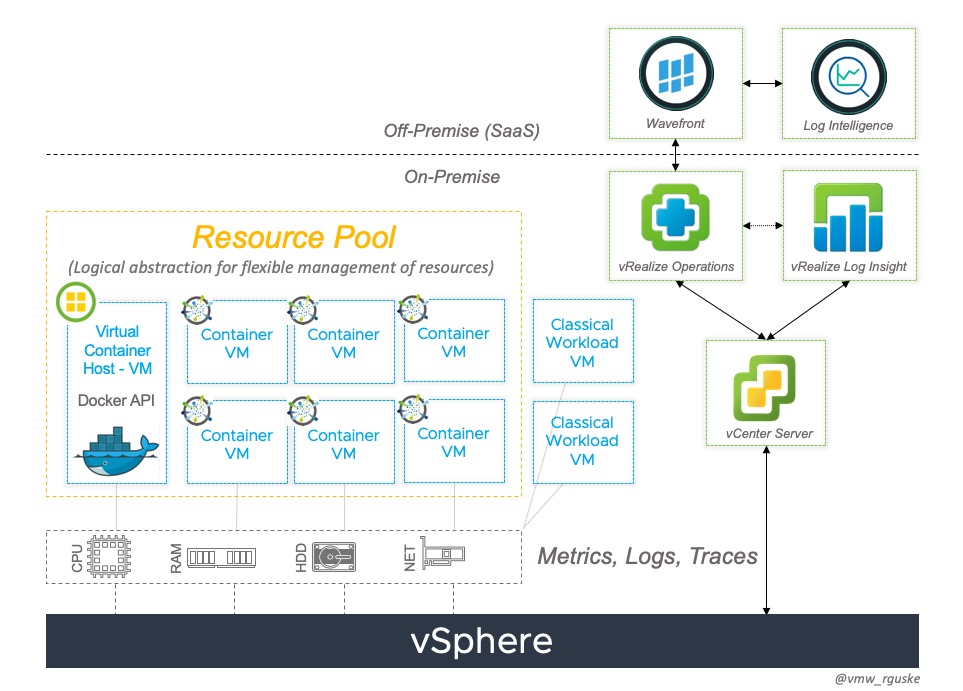 Wavefront
Log Intelligence
Off-Premise (SaaS)
On-Premise
vRealize Operations
vRealize Log Insight
Resource Pool
(Logical abstraction for flexible management of resources)
Virtual
Container
Host - VM
Docker API
Container
VM
Container
VM
Container
VM
Classical
Workload
VM
Container
VM
Container
VM
Container
VM
Classical
Workload
VM
vCenter Server
CPU
RAM
HDD
NET
Metrics, Logs, Traces
vSphere
@vmw_rguske